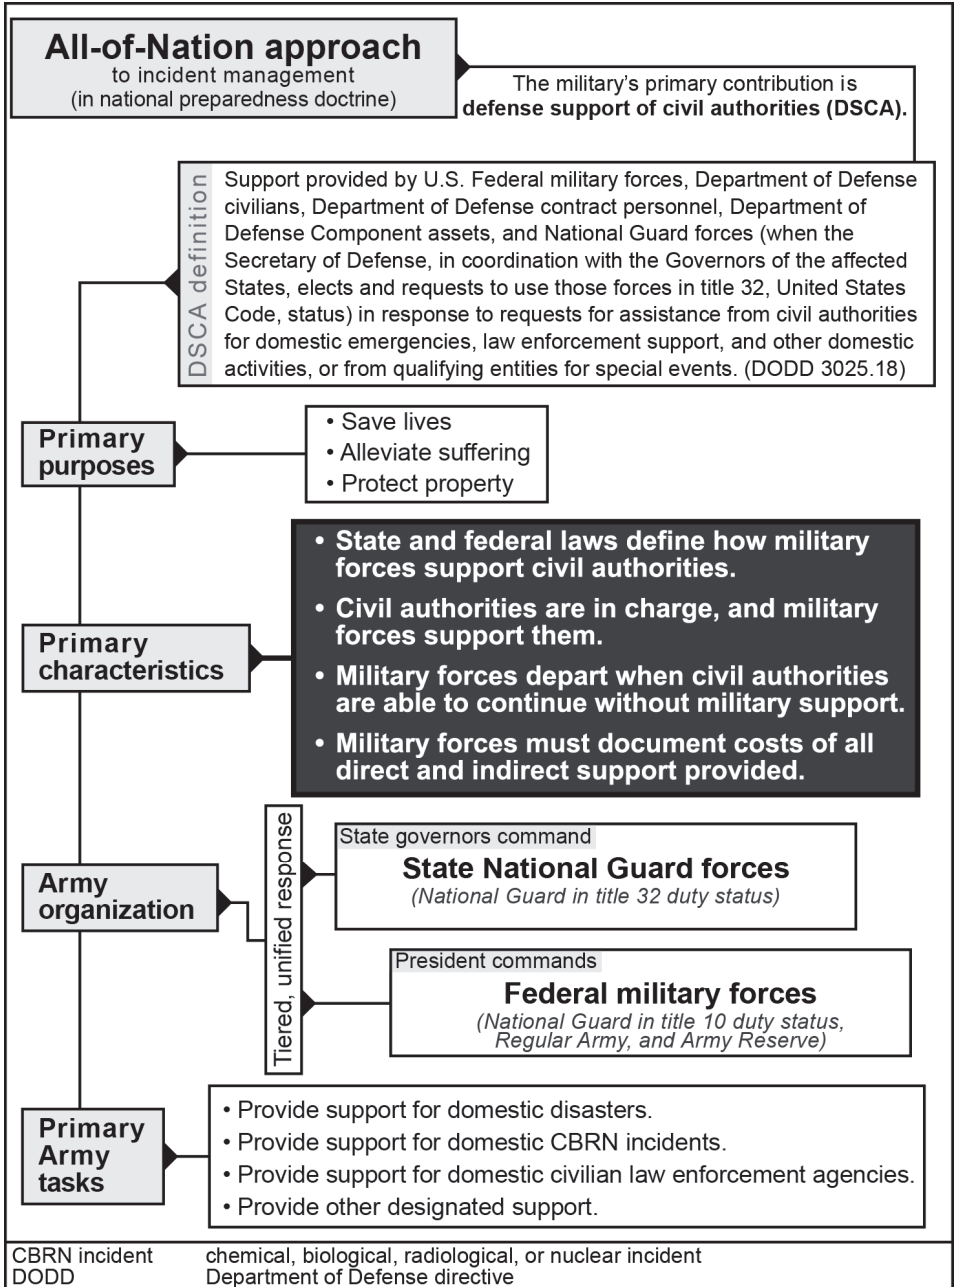 All-of-Nation approach
to incident management
(in national preparedness doctrine)
The military's primary contribution is
defense support of civil authorities (DSCA).
DSCA definition
Support provided by U.S. Federal military forces, Department of Defense
civilians, Department of Defense contract personnel, Department of
Defense Component assets, and National Guard forces (when the
Secretary of Defense, in coordination with the Governors of the affected
States, elects and requests to use those forces in title 32, United States
Code, status) in response to requests for assistance from civil authorities
for domestic emergencies, law enforcement support, and other domestic
activities, or from qualifying entities for special events. (DODD 3025.18)
Primary
purposes
• Save lives
• Alleviate suffering
• Protect property
Primary
characteristics
• State and federal laws define how military
forces support civil authorities.
• Civil authorities are in charge, and military
forces support them.
• Military forces depart when civil authorities
are able to continue without military support.
• Military forces must document costs of all
direct and indirect support provided.
Army
organization
Tiered, unified response
State governors command
State National Guard forces
(National Guard in title 32 duty status)
President commands
Federal military forces
(National Guard in title 10 duty status,
Regular Army, and Army Reserve)
Primary
Army
tasks
• Provide support for domestic disasters.
• Provide support for domestic CBRN incidents.
• Provide support for domestic civilian law enforcement agencies.
• Provide other designated support.
CBRN incident chemical, biological, radiological, or nuclear incident
DODD Department of Defense directive